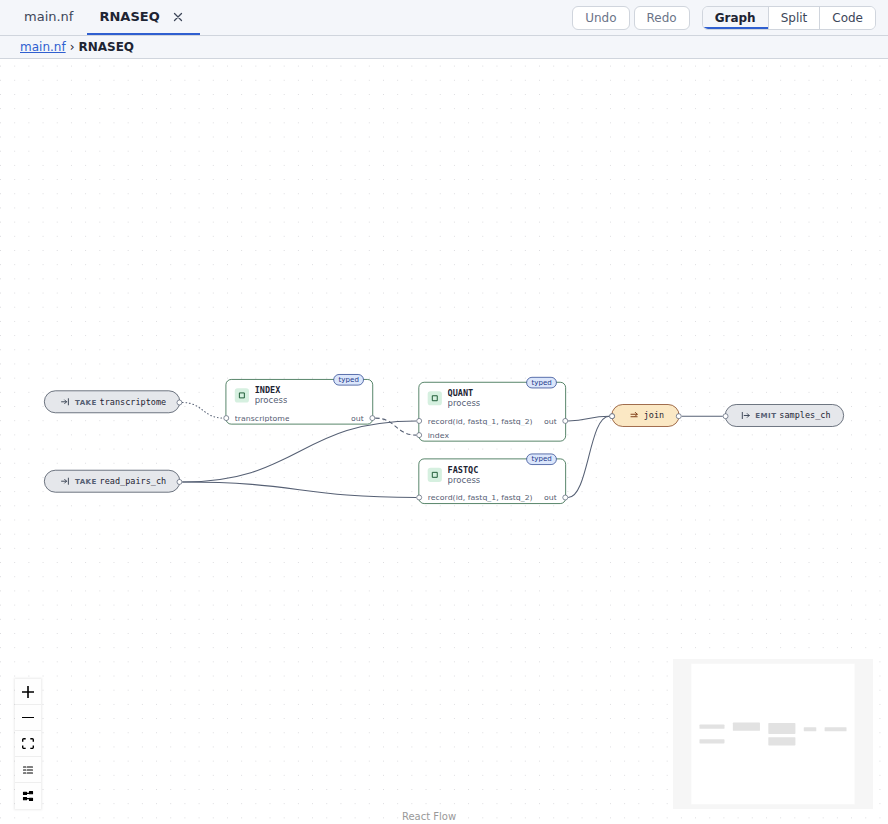 main.nf RNASEQ Undo Redo Graph Split Code
main.nf › RNASEQ
TAKE transcriptome
INDEX
process
typed
transcriptome out
QUANT
process
typed
record(id, fastq_1, fastq_2) out
index
join
EMIT samples_ch
TAKE read_pairs_ch
FASTQC
process
typed
record(id, fastq_1, fastq_2) out
React Flow